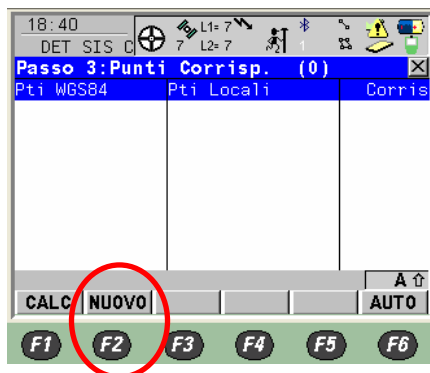 18:40
DET SIS C
7
L1= 7
L2= 7
1
Passo 3:Punti Corrisp. (0)
Pti WGS84 Pti Locali Corris
A
CALC NUOVO AUTO
F1 F2 F3 F4 F5 F6